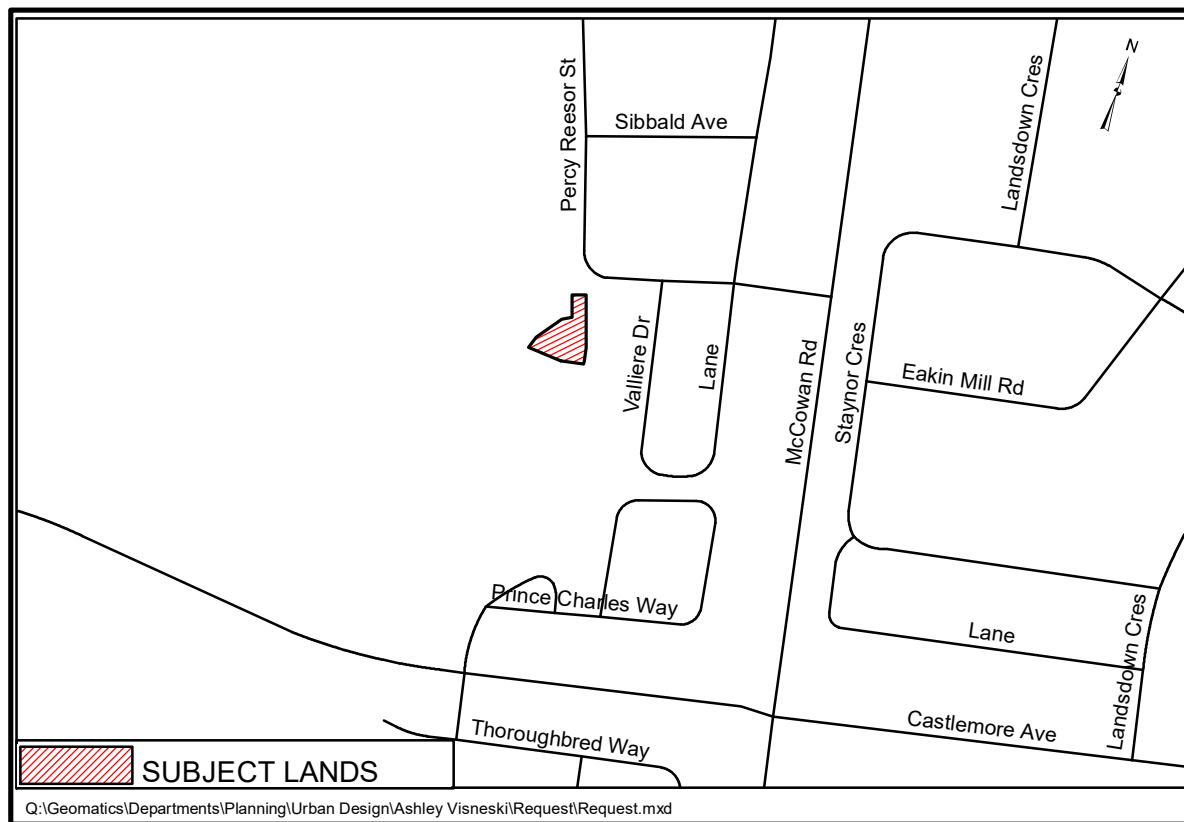 N
Landsdown Cres
Percy Reesor St
Sibbald Ave
Valliere Dr
Lane
McCowan Rd
Staynor Cres
Eakin Mill Rd
Prince Charles Way
Lane
Landsdown Cres
Castlemore Ave
Thoroughbred Way
SUBJECT LANDS
Q:\Geomatics\Departments\Planning\Urban Design\Ashley Visneski\Request\Request.mxd